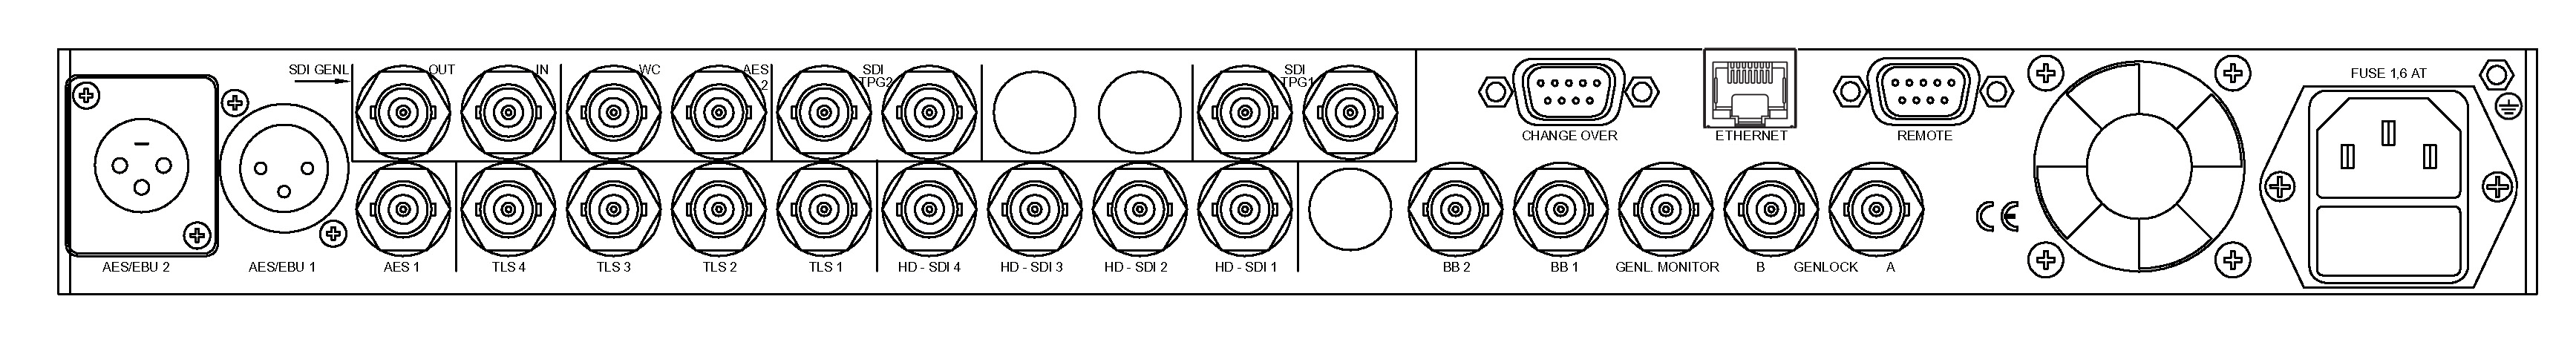 SDI GENL OUT IN WC AES SDI SDI FUSE 1,6 AT
2 TPG2 TPG1
CHANGE OVER ETHERNET REMOTE
CE
AES/EBU 2 AES/EBU 1 AES 1 TLS 4 TLS 3 TLS 2 TLS 1 HD - SDI 4 HD - SDI 3 HD - SDI 2 HD - SDI 1 BB 2 BB 1 GENL. MONITOR B GENLOCK A